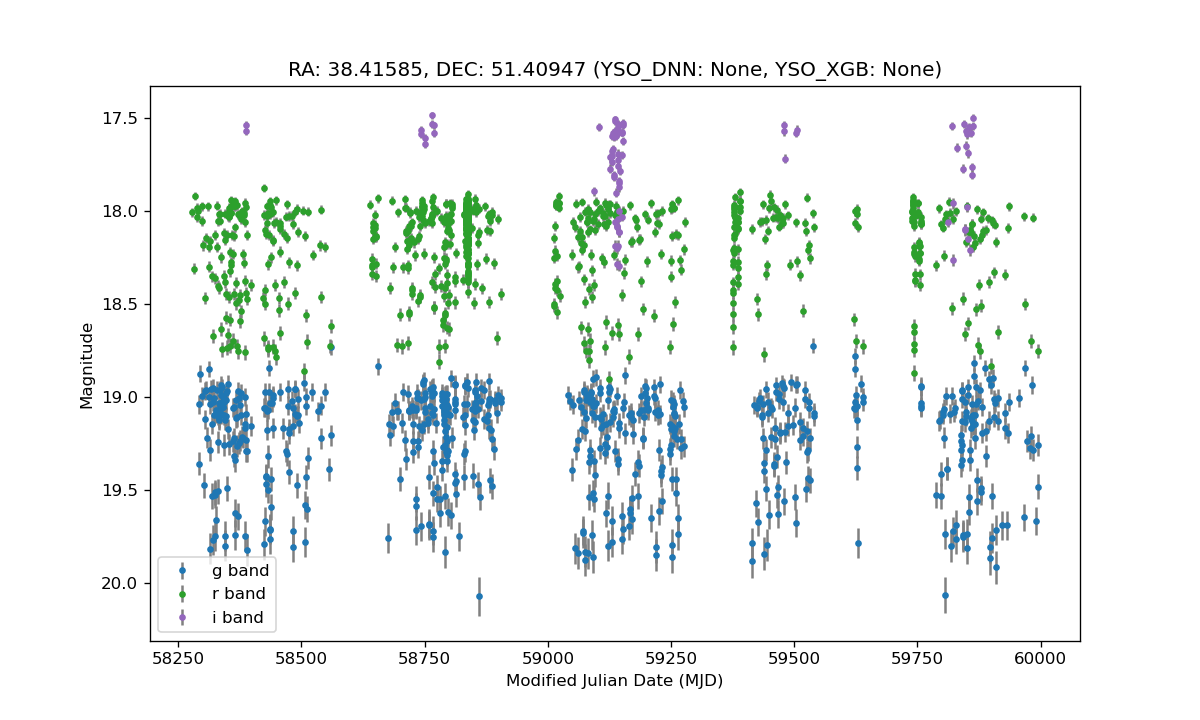 RA: 38.41585, DEC: 51.40947 (YSO_DNN: None, YSO_XGB: None)
17.5
18.0
18.5
19.0
19.5
20.0
Magnitude
g band
r band
i band
58250 58500 58750 59000 59250 59500 59750 60000
Modified Julian Date (MJD)